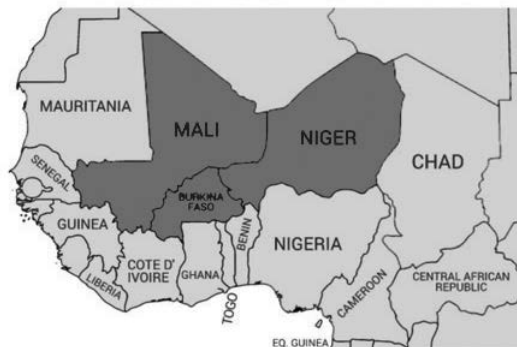 MAURITANIA
MALI
NIGER
CHAD
SENEGAL
BURKINA
FASO
GUINEA
NIGERIA
BENIN
COTE D'
IVOIRE
GHANA
LIBERIA
TOGO
CAMEROON
CENTRAL AFRICAN
REPUBLIC
EQ. GUINEA